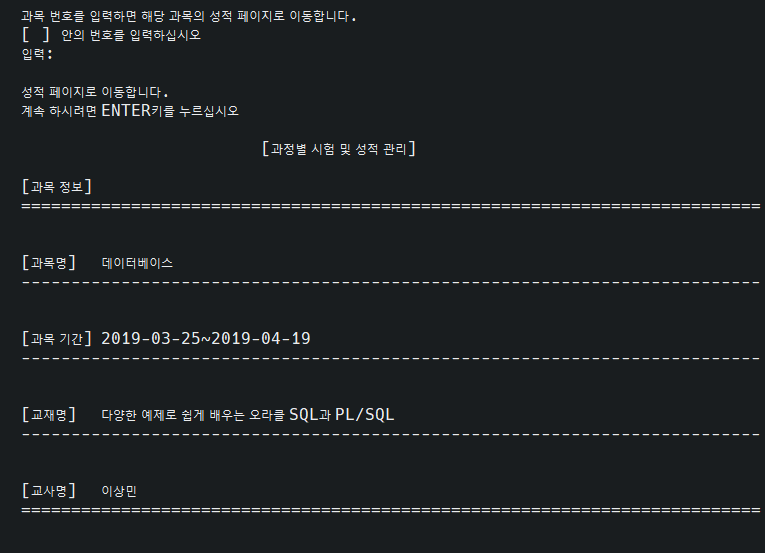 과목 번호를 입력하면 해당 과목의 성적 페이지로 이동합니다.
[ ] 안의 번호를 입력하십시오
입력:
성적 페이지로 이동합니다.
계속 하시려면 ENTER키를 누르십시오
[과정별 시험 및 성적 관리]
[과목 정보]
==========================================================================
[과목명] 데이터베이스
--------------------------------------------------------------------------
[과목 기간] 2019-03-25~2019-04-19
--------------------------------------------------------------------------
[교재명] 다양한 예제로 쉽게 배우는 오라클 SQL과 PL/SQL
--------------------------------------------------------------------------
[교사명] 이상민
==========================================================================